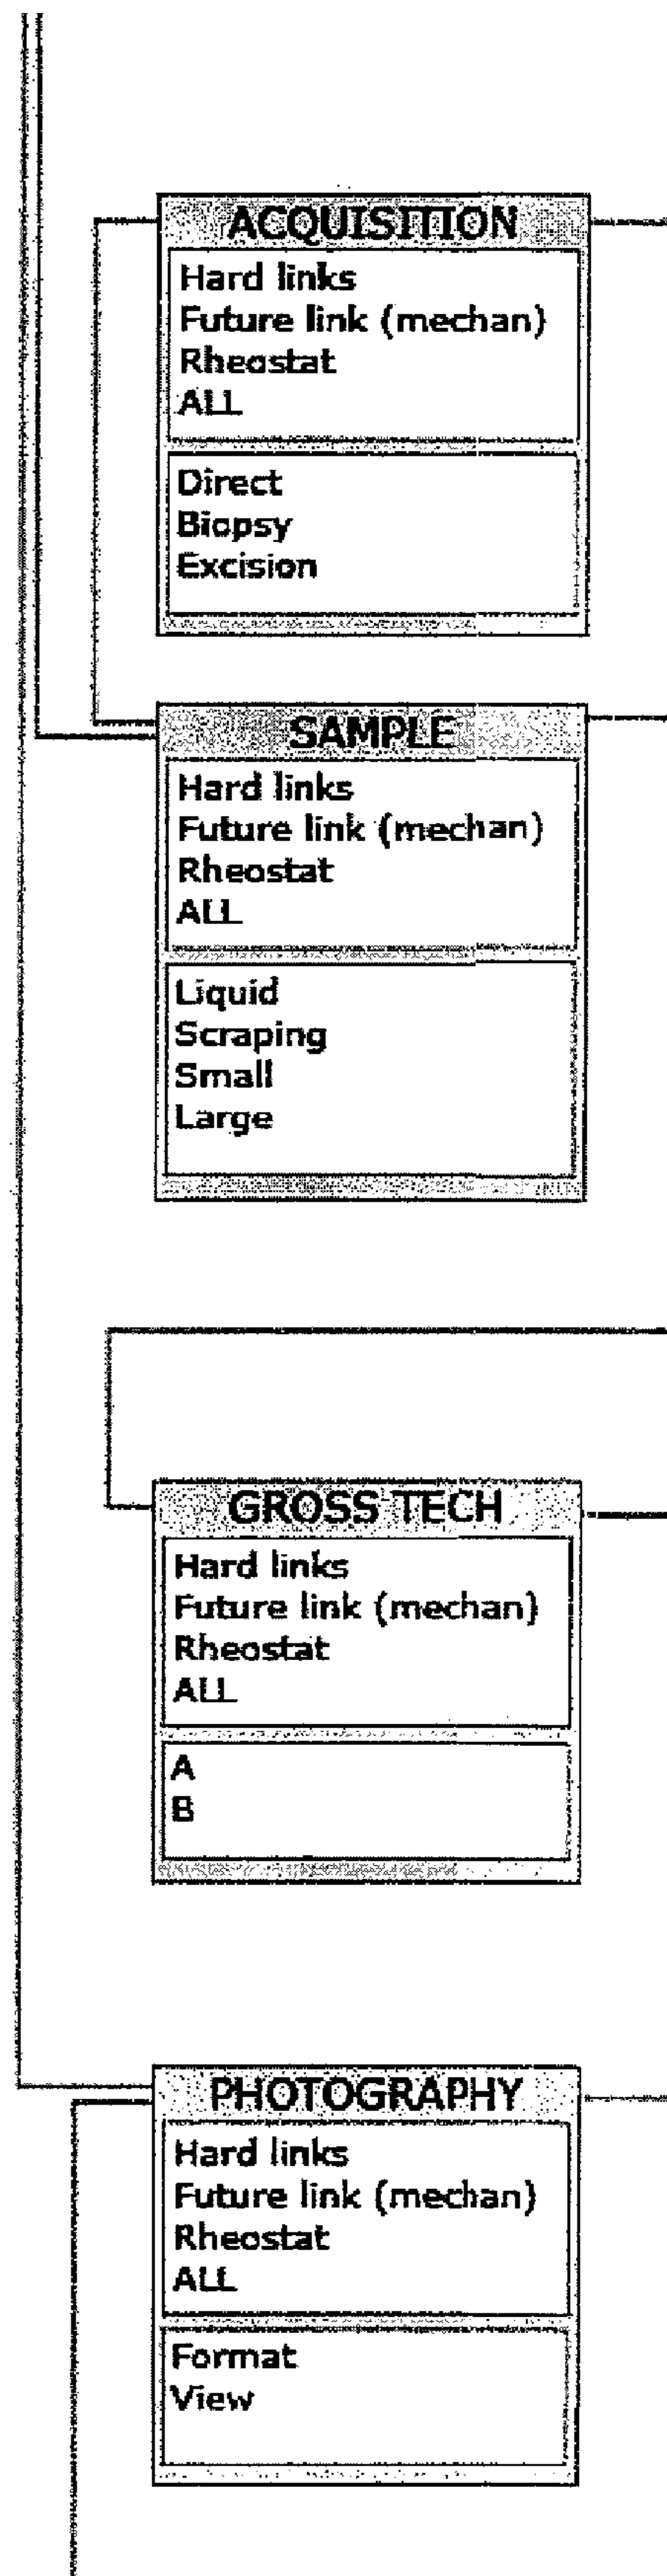 ACQUISITION
Hard links
Future link (mechan)
Rheostat
ALL
Direct
Biopsy
Excision
SAMPLE
Hard links
Future link (mechan)
Rheostat
ALL
Liquid
Scraping
Small
Large
GROSS TECH
Hard links
Future link (mechan)
Rheostat
ALL
A
B
PHOTOGRAPHY
Hard links
Future link (mechan)
Rheostat
ALL
Format
View